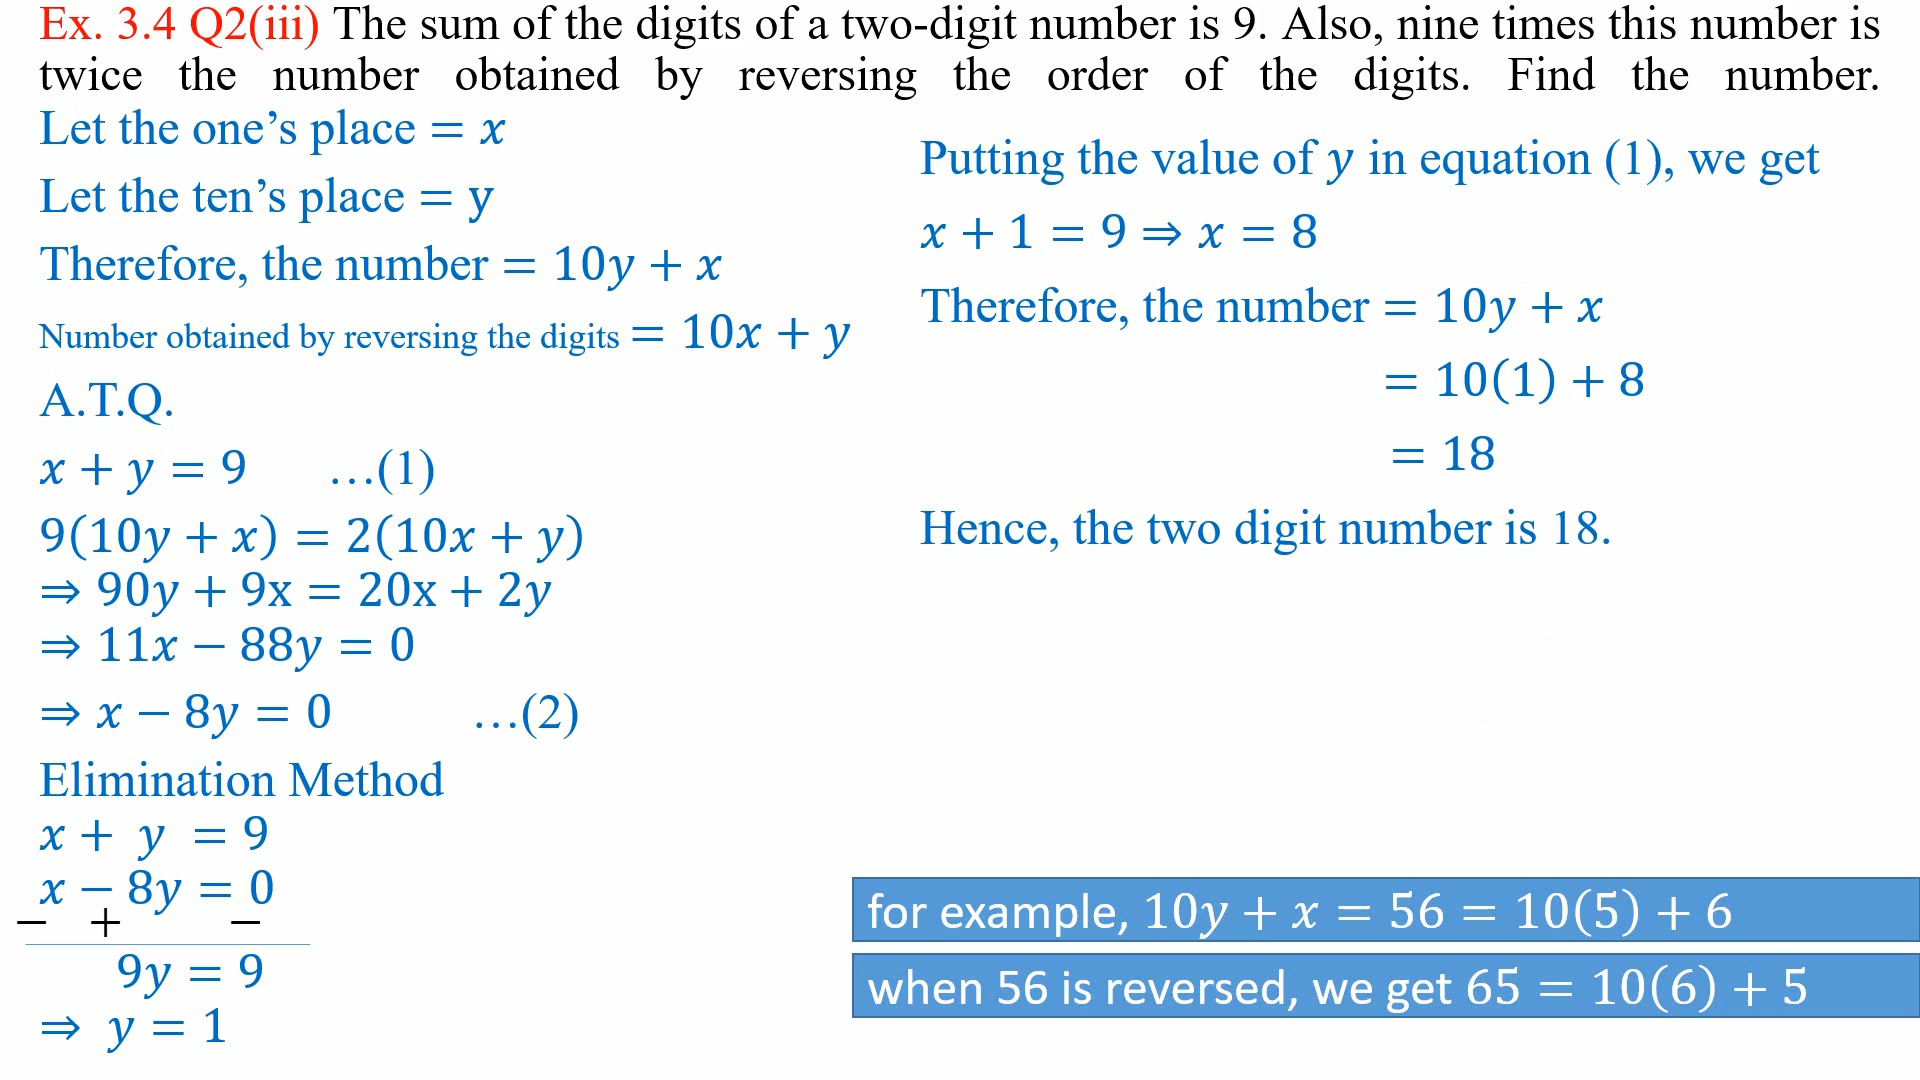 Ex. 3.4 Q2(iii) The sum of the digits of a two-digit number is 9. Also, nine times this number is
twice the number obtained by reversing the order of the digits. Find the number.
Let the one’s place = x
Let the ten’s place = y
Therefore, the number = 10y + x
Number obtained by reversing the digits = 10x + y
A.T.Q.
x + y = 9 …(1)
9(10y + x) = 2(10x + y)
⇒ 90y + 9x = 20x + 2y
⇒ 11x − 88y = 0
⇒ x − 8y = 0 …(2)
Elimination Method
x + y = 9
x − 8y = 0
− + −
9y = 9
⇒ y = 1
Putting the value of y in equation (1), we get
x + 1 = 9 ⇒ x = 8
Therefore, the number = 10y + x
= 10(1) + 8
= 18
Hence, the two digit number is 18.
for example, 10y + x = 56 = 10(5) + 6
when 56 is reversed, we get 65 = 10(6) + 5